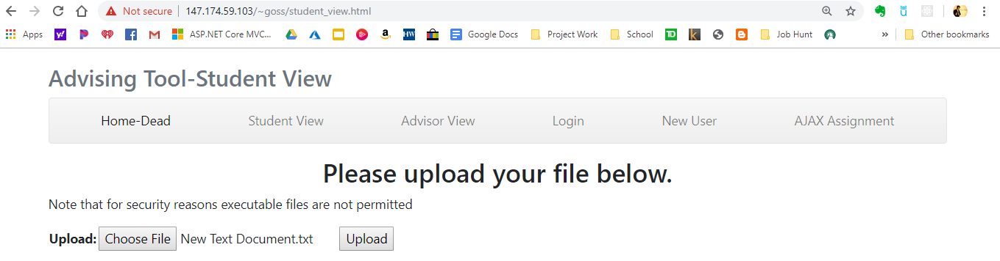 Not secure | 147.174.59.103/~goss/student_view.html
Apps ASP.NET Core MVC... HW Google Docs Project Work School TD k Job Hunt » Other bookmarks
Advising Tool-Student View
Home-Dead Student View Advisor View Login New User AJAX Assignment
Please upload your file below.
Note that for security reasons executable files are not permitted
Upload: Choose File New Text Document.txt Upload